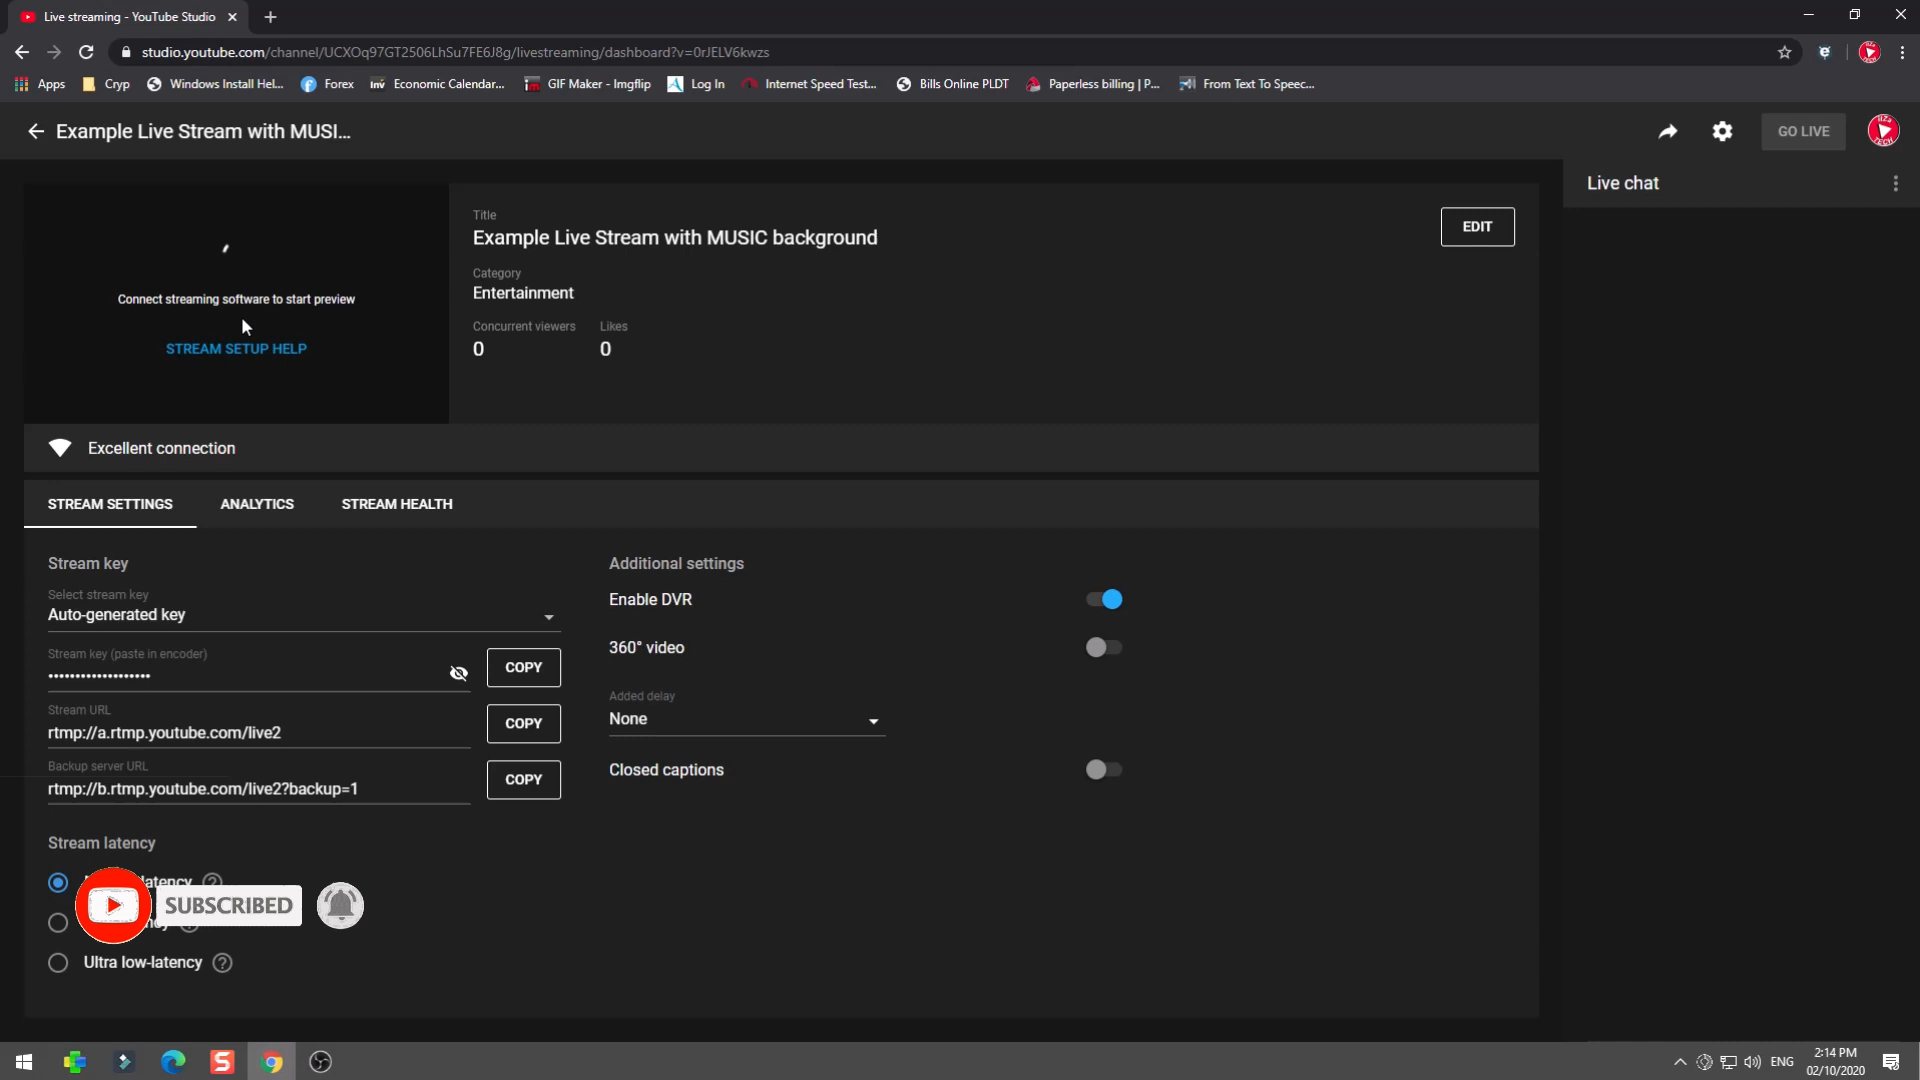 Live streaming - YouTube Studio
studio.youtube.com/channel/UCXOq97GT2506LhSu7FE6J8g/livestreaming/dashboard?v=0rJELV6kwzs
Apps Cryp Windows Install Hel... Forex Inv Economic Calendar... GIF Maker - Imgflip Log In Internet Speed Test... Bills Online PLDT Paperless billing | P... From Text To Speec...
Example Live Stream with MUSI...
GO LIVE
TECH
Live chat
Title
Example Live Stream with MUSIC background
EDIT
Category
Entertainment
Concurrent viewers Likes
0 0
Connect streaming software to start preview
STREAM SETUP HELP
Excellent connection
STREAM SETTINGS ANALYTICS STREAM HEALTH
Stream key
Select stream key
Auto-generated key
Stream key (paste in encoder)
•••••••••••••••••••
COPY
Stream URL
rtmp://a.rtmp.youtube.com/live2
COPY
Backup server URL
rtmp://b.rtmp.youtube.com/live2?backup=1
COPY
Additional settings
Enable DVR
360° video
Added delay
None
Closed captions
Stream latency
latency
SUBSCRIBED
Ultra low-latency
ENG
2:14 PM
02/10/2020